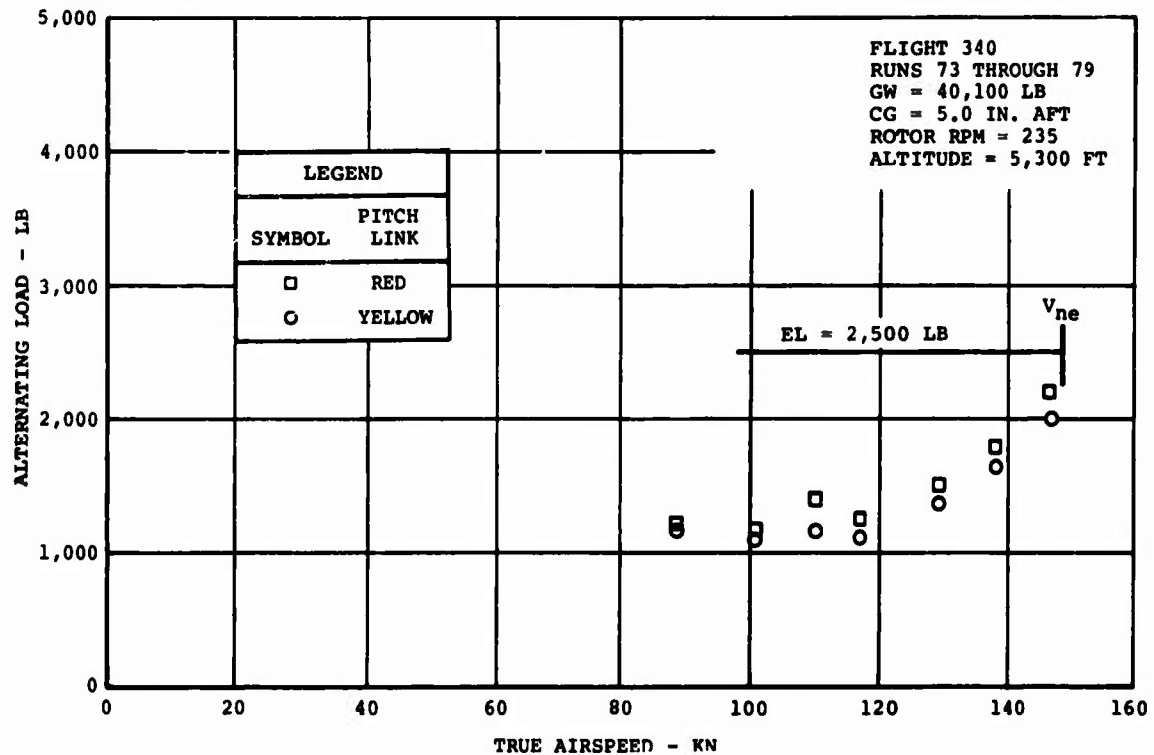 5,000
4,000
3,000
2,000
1,000
0
ALTERNATING LOAD - LB
FLIGHT 340
RUNS 73 THROUGH 79
GW = 40,100 LB
CG = 5.0 IN. AFT
ROTOR RPM = 235
ALTITUDE = 5,300 FT
LEGEND
SYMBOL PITCH LINK
RED
YELLOW
Vne
EL = 2,500 LB
0 20 40 60 80 100 120 140 160
TRUE AIRSPEED - KN